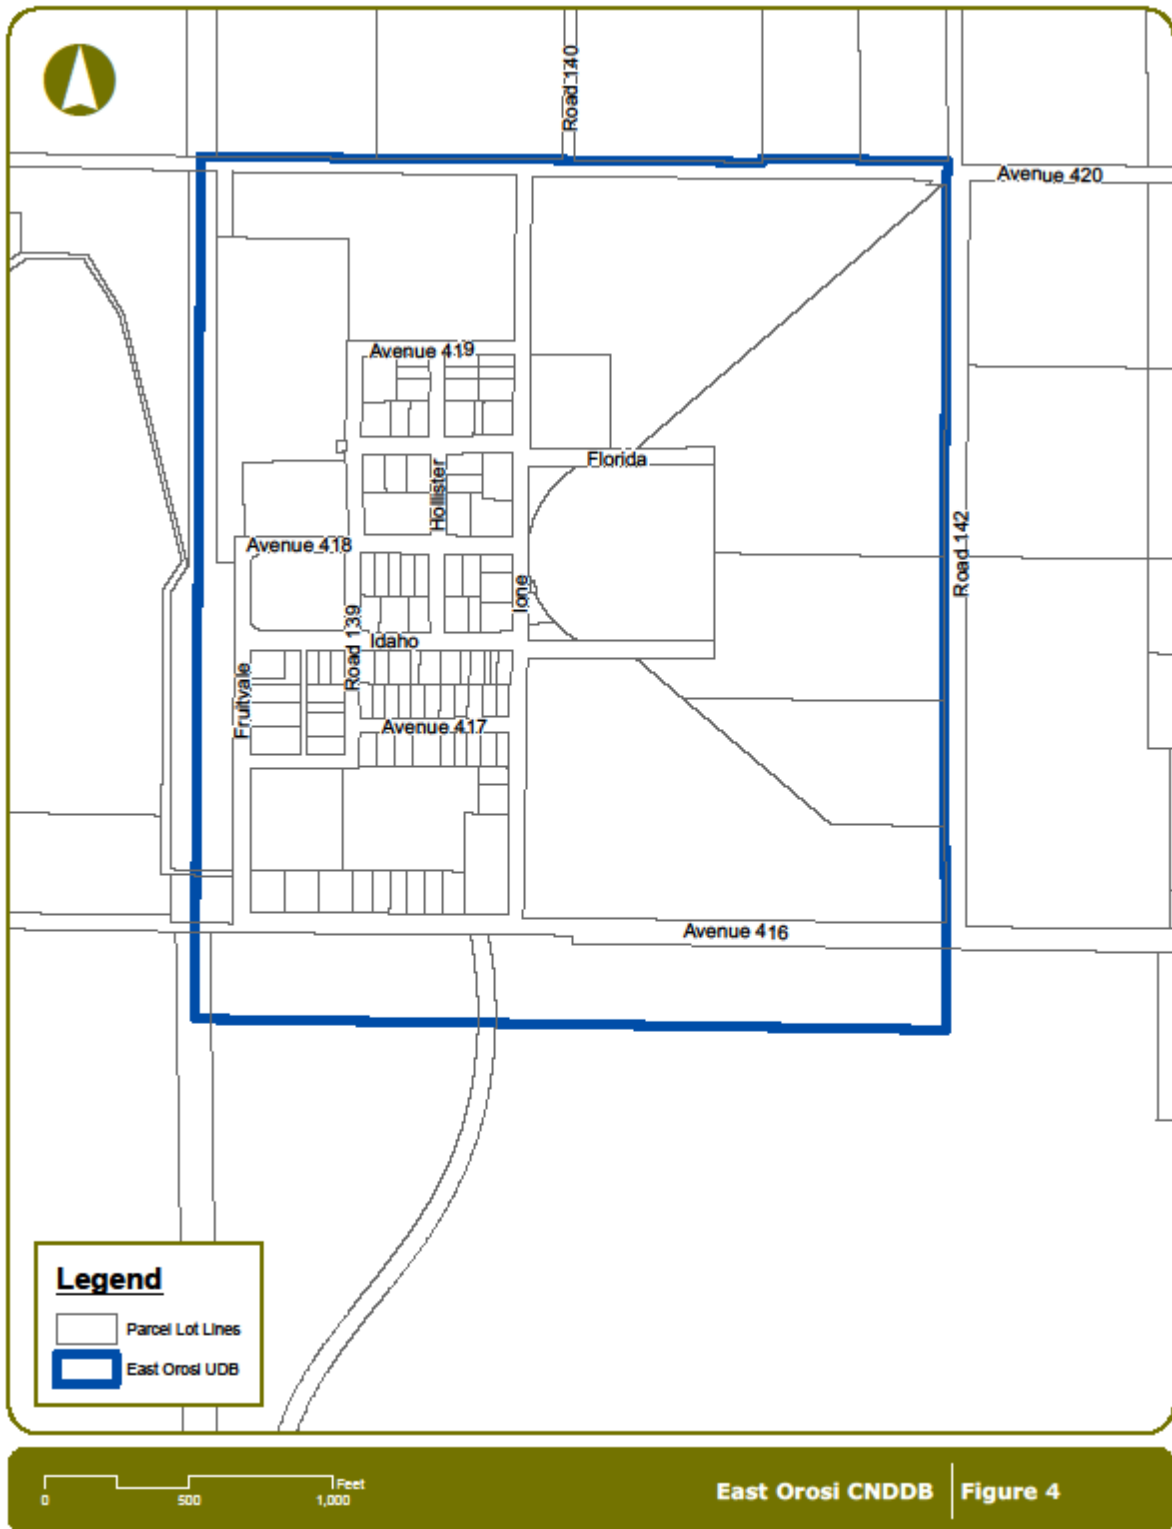 Road 140
Avenue 420
Avenue 419
Florida
Hollister
Avenue 418
Road 142
Ione
Road 139
Idaho
Fruitvale
Avenue 417
Avenue 416
Legend
Parcel Lot Lines
East Orosi UDB
Feet
0 500 1,000
East Orosi CNDDB Figure 4